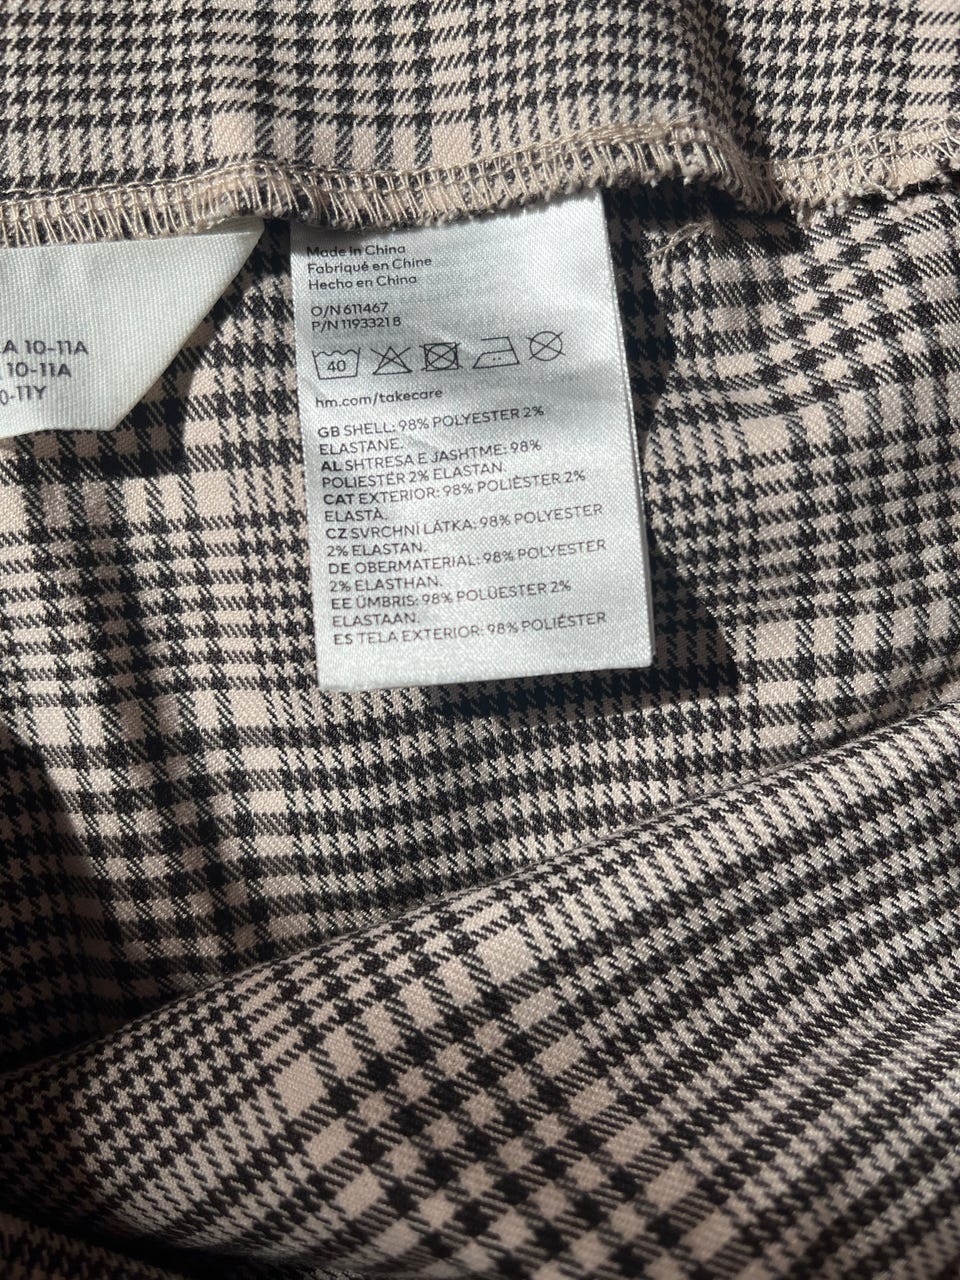 A 10-11A
10-11A
0-11Y
Made in China
Fabriqué en Chine
Hecho en China
O/N 611467
P/N 1193321 8
40
hm.com/takecare
GB SHELL: 98% POLYESTER 2%
ELASTANE.
AL SHTRESA E JASHTME: 98%
POLIESTËR 2% ELASTAN.
CAT EXTERIOR: 98% POLIÈSTER 2%
ELASTÀ.
CZ SVRCHNÍ LÁTKA: 98% POLYESTER
2% ELASTAN.
DE OBERMATERIAL: 98% POLYESTER
2% ELASTHAN.
EE ÜMBRIS: 98% POLÜESTER 2%
ELASTAAN.
ES TELA EXTERIOR: 98% POLIÉSTER